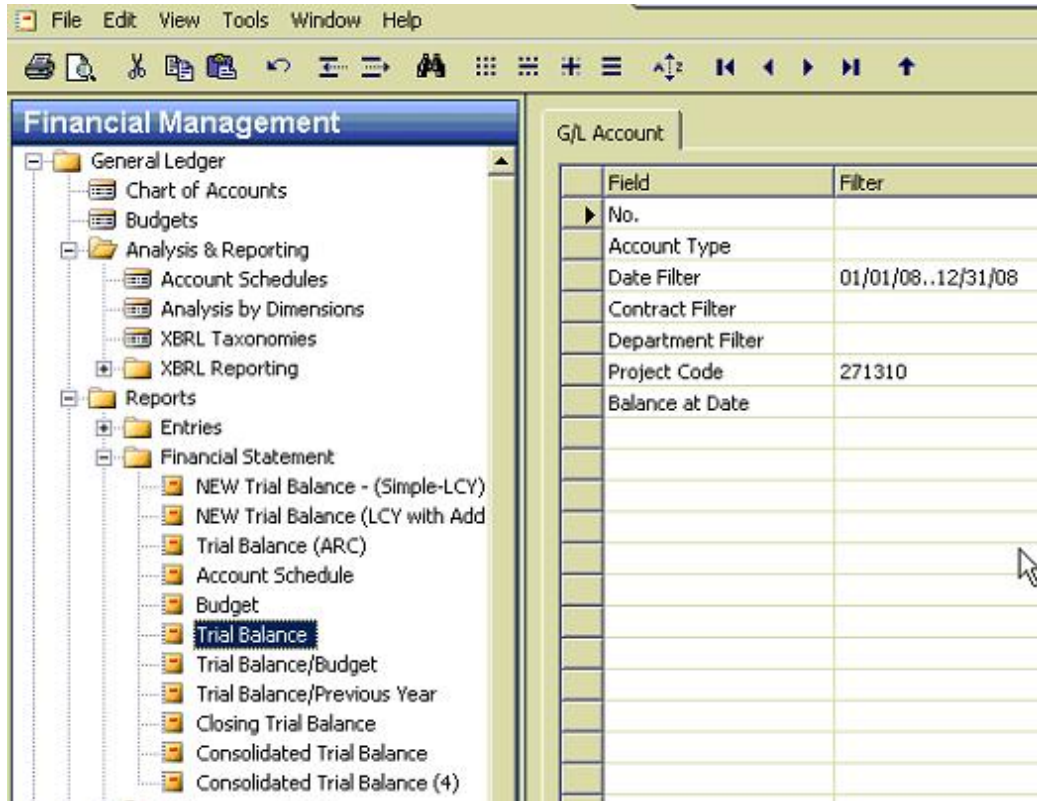 File Edit View Tools Window Help
Financial Management
General Ledger
Chart of Accounts
Budgets
Analysis & Reporting
Account Schedules
Analysis by Dimensions
XBRL Taxonomies
XBRL Reporting
Reports
Entries
Financial Statement
NEW Trial Balance - (Simple-LCY)
NEW Trial Balance (LCY with Add
Trial Balance (ARC)
Account Schedule
Budget
Trial Balance
Trial Balance/Budget
Trial Balance/Previous Year
Closing Trial Balance
Consolidated Trial Balance
Consolidated Trial Balance (4)
G/L Account
Field Filter
No.
Account Type
Date Filter 01/01/08..12/31/08
Contract Filter
Department Filter
Project Code 271310
Balance at Date